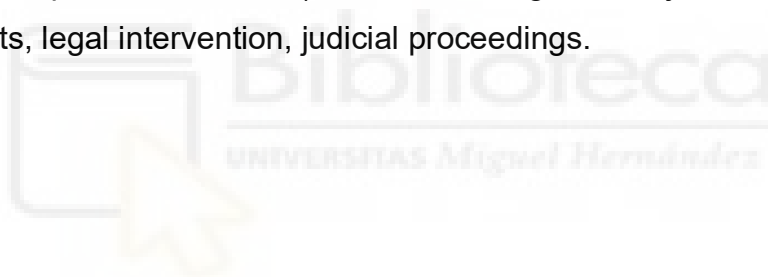 ts, legal intervention, judicial proceedings.
Biblioteca
UNIVERSITAS Miguel Hernández